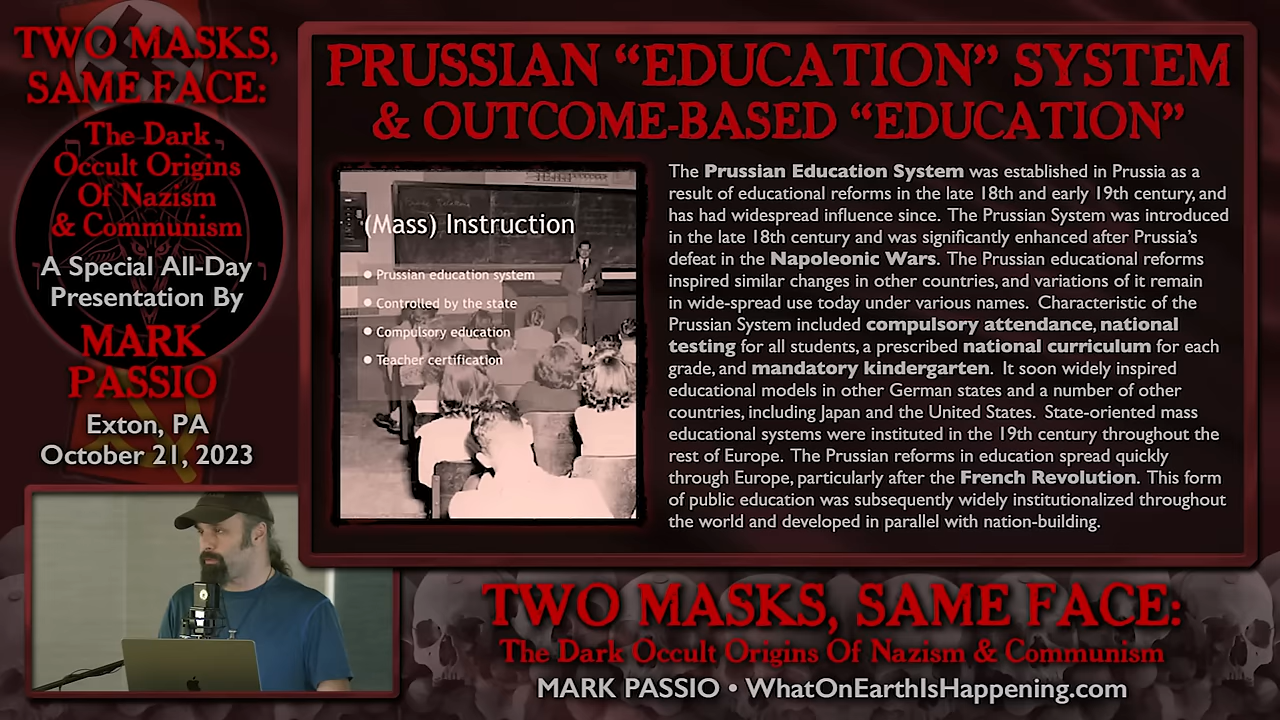 TWO MASKS,
SAME FACE:
The Dark
Occult Origins
Of Nazism
& Communism
A Special All-Day
Presentation By
MARK
PASSIO
Exton, PA
October 21, 2023
PRUSSIAN “EDUCATION” SYSTEM
& OUTCOME-BASED “EDUCATION”
(Mass) Instruction
● Prussian education system
● Controlled by the state
● Compulsory education
● Teacher certification
The Prussian Education System was established in Prussia as a
result of educational reforms in the late 18th and early 19th century, and
has had widespread influence since. The Prussian System was introduced
in the late 18th century and was significantly enhanced after Prussia’s
defeat in the Napoleonic Wars. The Prussian educational reforms
inspired similar changes in other countries, and variations of it remain
in wide-spread use today under various names. Characteristic of the
Prussian System included compulsory attendance, national
testing for all students, a prescribed national curriculum for each
grade, and mandatory kindergarten. It soon widely inspired
educational models in other German states and a number of other
countries, including Japan and the United States. State-oriented mass
educational systems were instituted in the 19th century throughout the
rest of Europe. The Prussian reforms in education spread quickly
through Europe, particularly after the French Revolution. This form
of public education was subsequently widely institutionalized throughout
the world and developed in parallel with nation-building.
TWO MASKS, SAME FACE:
The Dark Occult Origins Of Nazism & Communism
MARK PASSIO • WhatOnEarthIsHappening.com